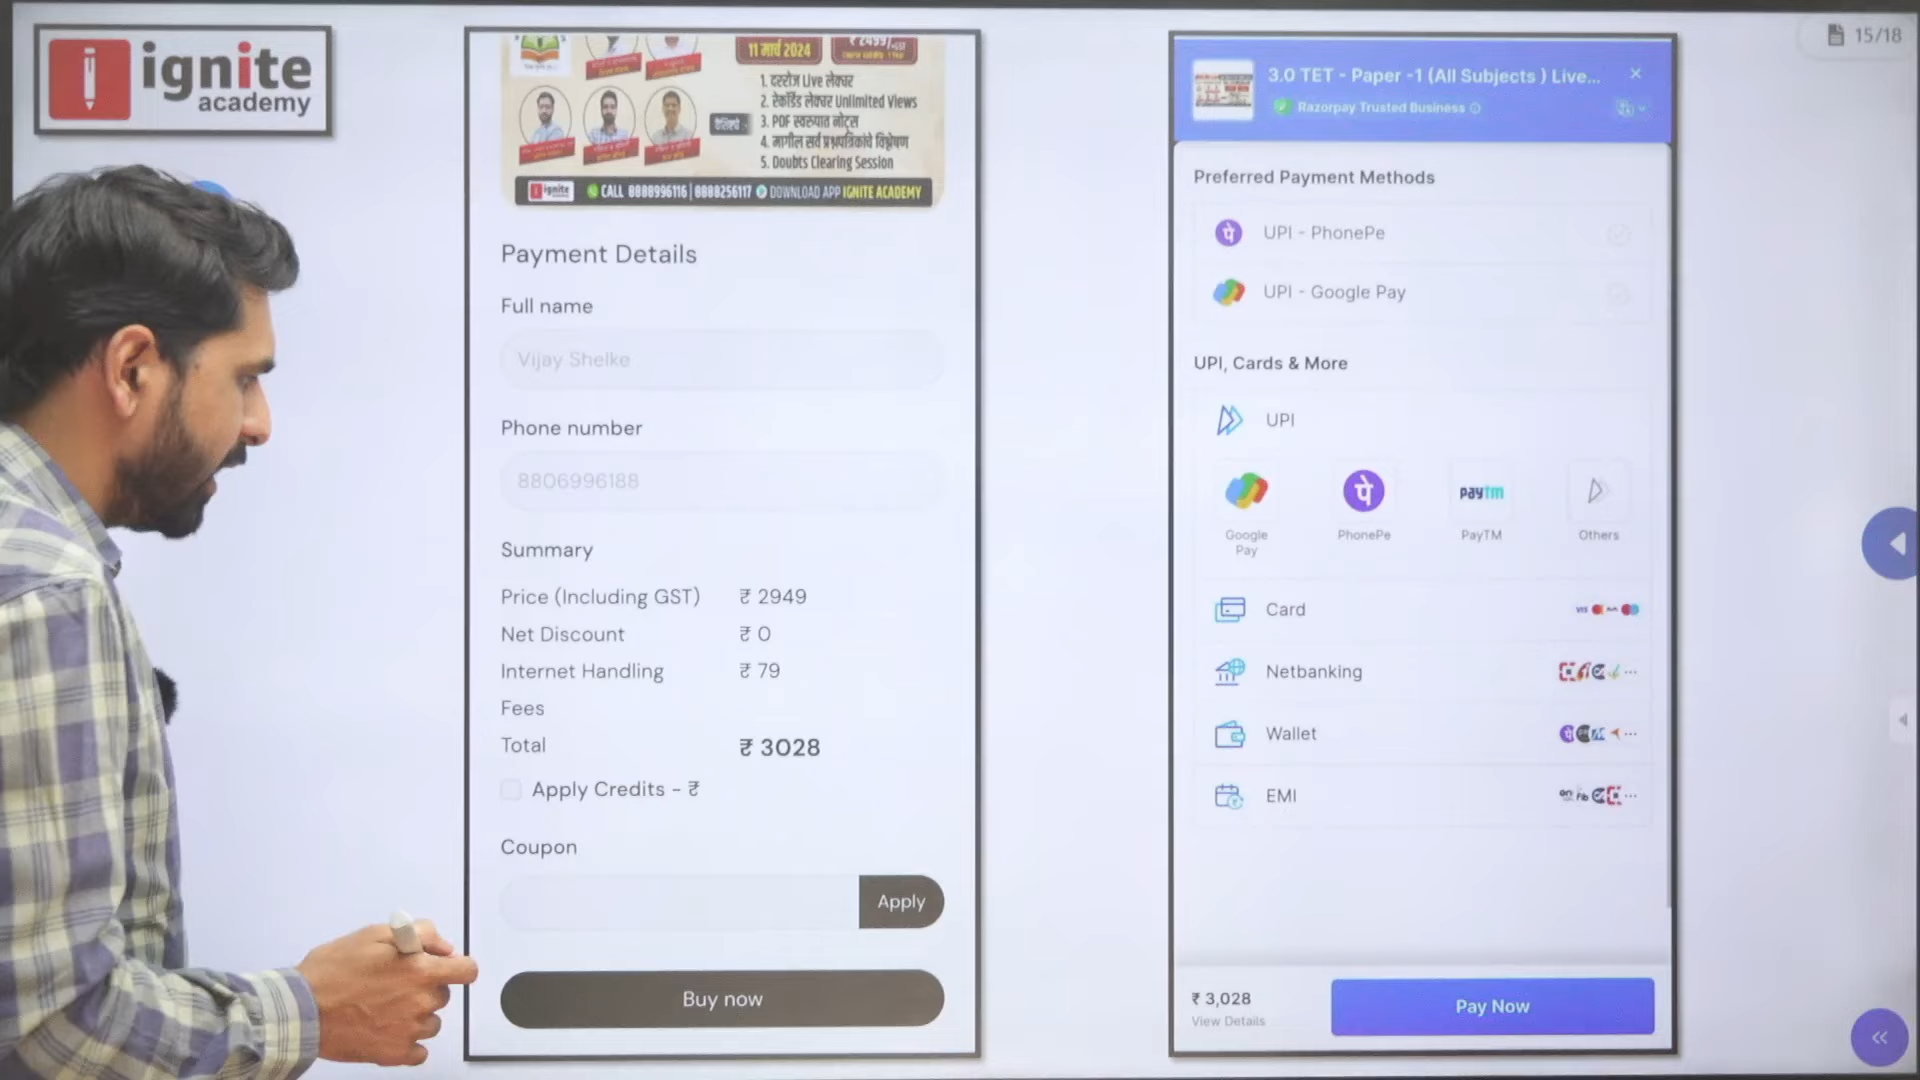 ignite
academy
11 मार्च 2024
₹ 2499/-
1. दररोज Live लेक्चर
2. रेकॉर्डेड लेक्चर Unlimited Views
वैशिष्ट्ये
3. PDF स्वरुपात नोट्स
4. मागील सर्व प्रश्नपत्रिकांचे विश्लेषण
5. Doubts Clearing Session
ignite CALL 8888996116 | 8888256117 DOWNLOAD APP IGNITE ACADEMY
Payment Details
Full name
Vijay Shelke
Phone number
8806996188
Summary
Price (Including GST) ₹ 2949
Net Discount ₹ 0
Internet Handling ₹ 79
Fees
Total ₹ 3028
Apply Credits - ₹
Coupon
Apply
Buy now
15/18
3.0 TET - Paper -1 (All Subjects ) Live...
Razorpay Trusted Business
Preferred Payment Methods
UPI - PhonePe
UPI - Google Pay
UPI, Cards & More
UPI
paytm
Google
Pay
PhonePe
PayTM
Others
Card
VISA
Netbanking
Wallet
EMI
₹ 3,028
View Details
Pay Now